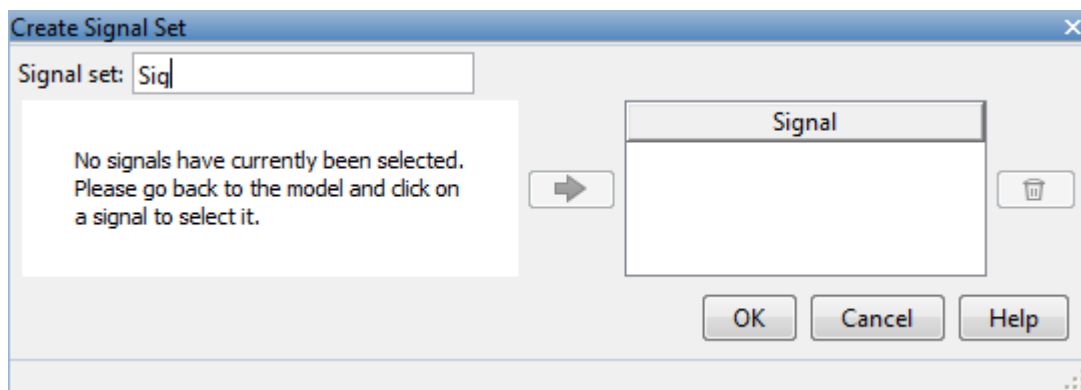 Create Signal Set
Signal set: Sig
No signals have currently been selected.
Please go back to the model and click on
a signal to select it.
Signal
OK Cancel Help